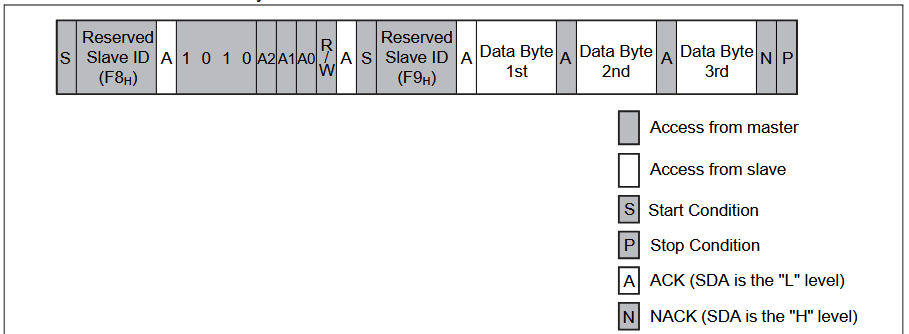 S Reserved Slave ID (F8H) A 1 0 1 0 A2 A1 A0 R/W A S Reserved Slave ID (F9H) A Data Byte 1st A Data Byte 2nd A Data Byte 3rd N P
Access from master
Access from slave
S Start Condition
P Stop Condition
A ACK (SDA is the "L" level)
N NACK (SDA is the "H" level)